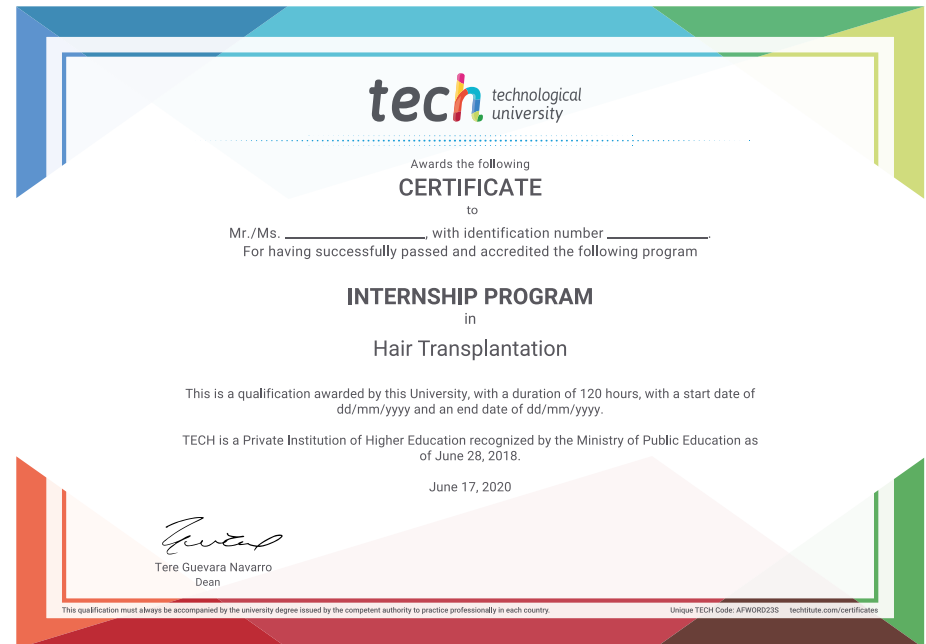 tech technological
university
Awards the following
CERTIFICATE
to
Mr./Ms. ____________________, with identification number ______________.
For having successfully passed and accredited the following program
INTERNSHIP PROGRAM
in
Hair Transplantation
This is a qualification awarded by this University, with a duration of 120 hours, with a start date of
dd/mm/yyyy and an end date of dd/mm/yyyy.
TECH is a Private Institution of Higher Education recognized by the Ministry of Public Education as
of June 28, 2018.
June 17, 2020
Tere Guevara Navarro
Dean
This qualification must always be accompanied by the university degree issued by the competent authority to practice professionally in each country.
Unique TECH Code: AFWORD23S techtitute.com/certificates